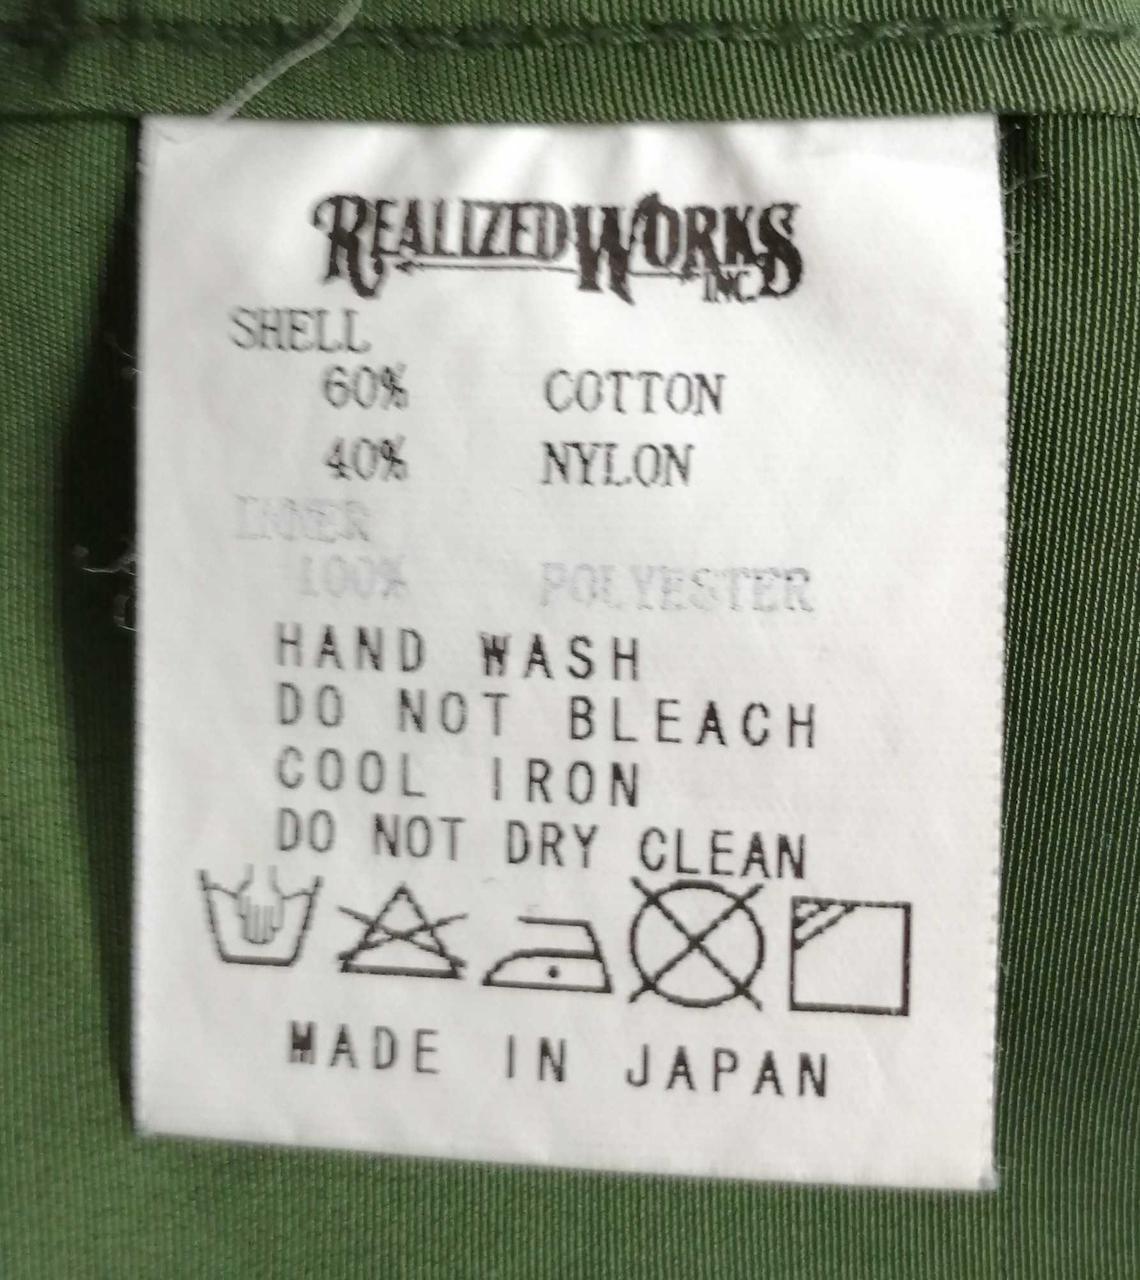 REALIZED WORKS INC.
SHELL
60% COTTON
40% NYLON
INNER
100% POLYESTER
HAND WASH
DO NOT BLEACH
COOL IRON
DO NOT DRY CLEAN
MADE IN JAPAN